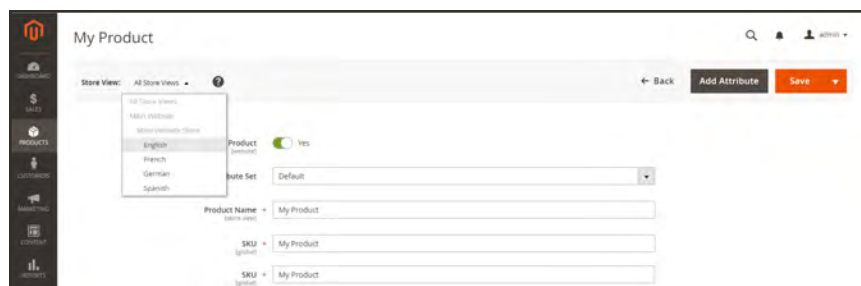 My Product
admin
DASHBOARD
Store View: All Store Views
Back
Add Attribute
Save
SALES
All Store Views
Main Website
Main Website Store
PRODUCTS
English
Product
Yes
[website]
French
CUSTOMERS
German
bute Set
Default
Spanish
MARKETING
Product Name * My Product
[store view]
CONTENT
SKU * My Product
[global]
REPORTS
SKU * My Product
[global]